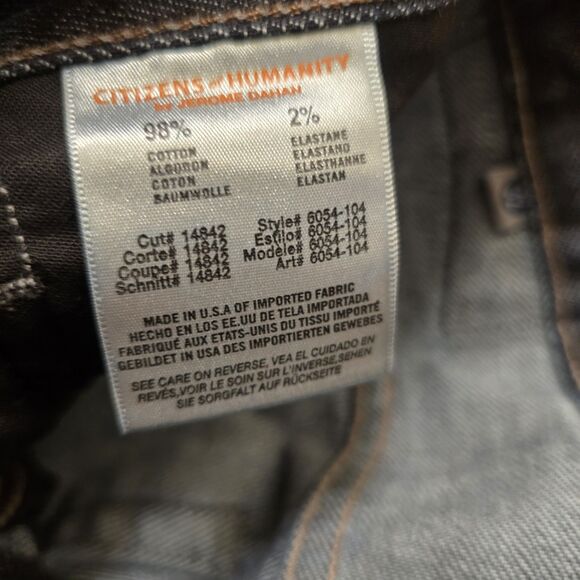 CITIZENS of HUMANITY
BY JEROME DAHAN
98% 2%
COTTON ELASTANE
ALGODON ELASTANO
COTON ELASTHANNE
BAUMWOLLE ELASTAN
Cut# 14842 Style# 6054-104
Corte# 14842 Estilo# 6054-104
Coupe# 14842 Modele# 6054-104
Schnitt# 14842 Art# 6054-104
MADE IN U.S.A OF IMPORTED FABRIC
HECHO EN LOS EE.UU DE TELA IMPORTADA
FABRIQUÉ AUX ETATS-UNIS DU TISSU IMPORTÉ
GEBILDET IN USA DES IMPORTIERTEN GEWEBES
SEE CARE ON REVERSE, VEA EL CUIDADO EN
REVÉS,VOIR LE SOIN SUR L'INVERSE,SEHEN
SIE SORGFALT AUF RÜCKSEITE